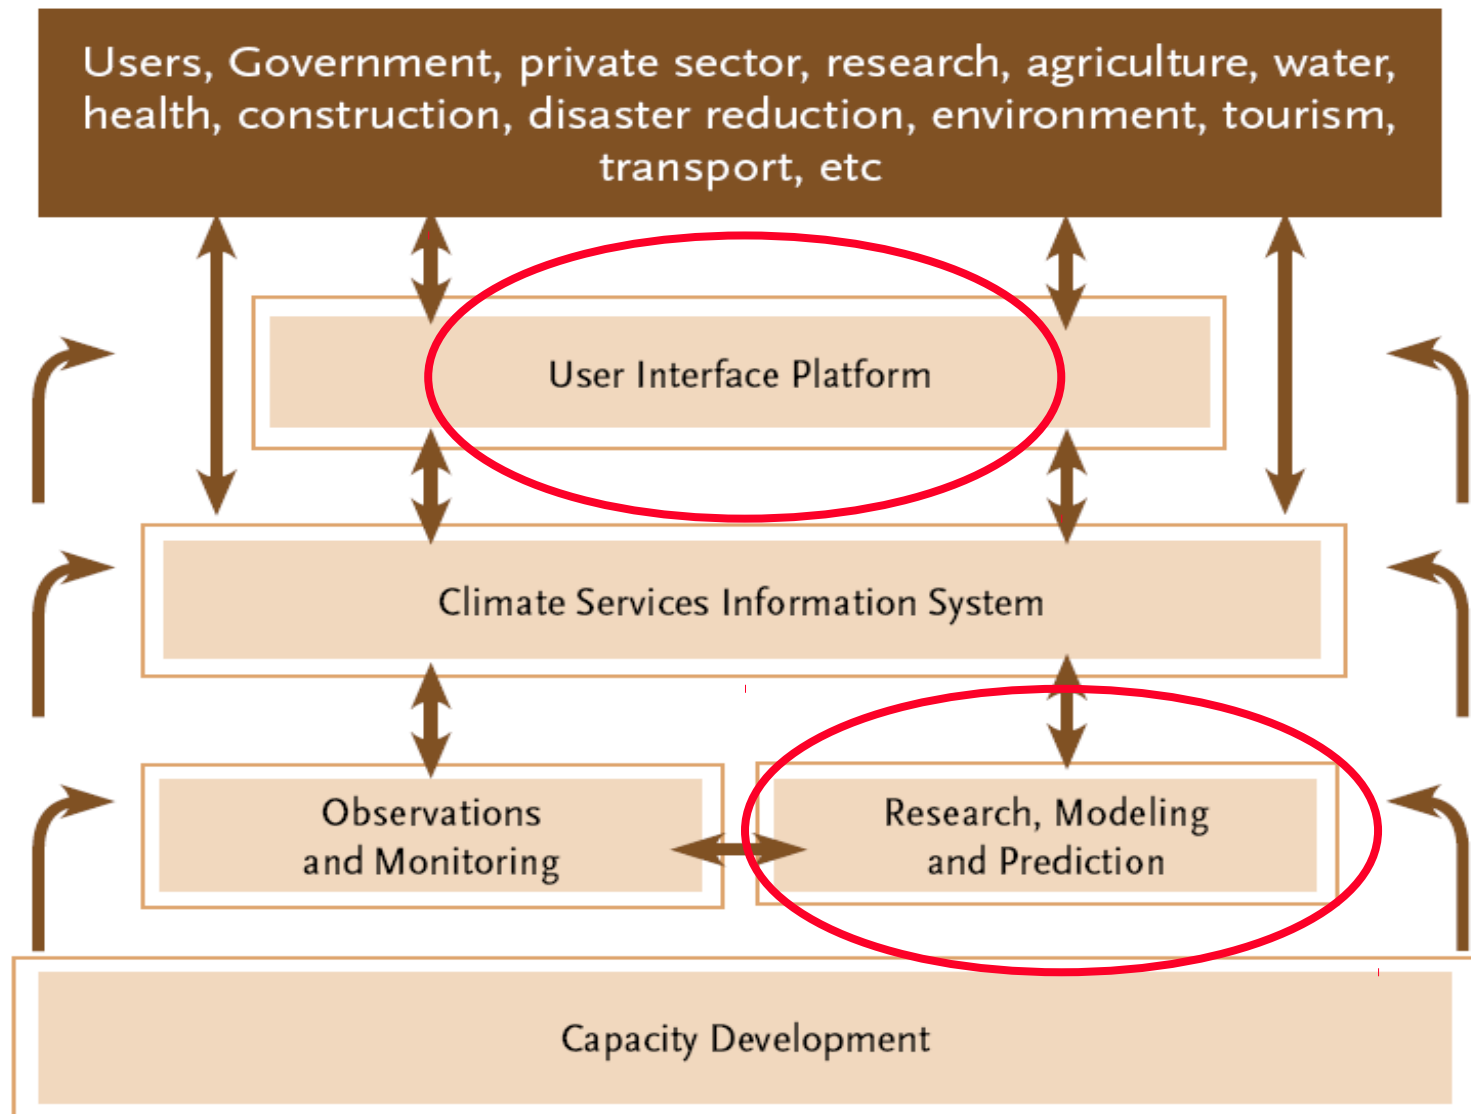 Users, Government, private sector, research, agriculture, water,
health, construction, disaster reduction, environment, tourism,
transport, etc
User Interface Platform
Climate Services Information System
Observations
and Monitoring
Research, Modeling
and Prediction
Capacity Development